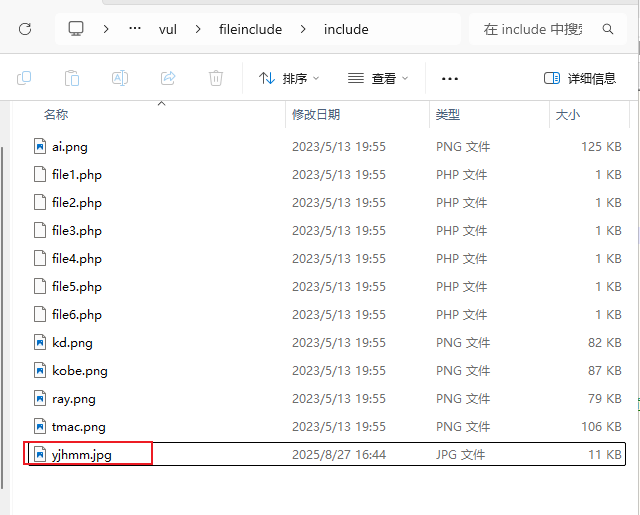 vul fileinclude include 在 include 中搜索
排序 查看 详细信息
名称 修改日期 类型 大小
ai.png 2023/5/13 19:55 PNG 文件 125 KB
file1.php 2023/5/13 19:55 PHP 文件 1 KB
file2.php 2023/5/13 19:55 PHP 文件 1 KB
file3.php 2023/5/13 19:55 PHP 文件 1 KB
file4.php 2023/5/13 19:55 PHP 文件 1 KB
file5.php 2023/5/13 19:55 PHP 文件 1 KB
file6.php 2023/5/13 19:55 PHP 文件 1 KB
kd.png 2023/5/13 19:55 PNG 文件 82 KB
kobe.png 2023/5/13 19:55 PNG 文件 87 KB
ray.png 2023/5/13 19:55 PNG 文件 79 KB
tmac.png 2023/5/13 19:55 PNG 文件 106 KB
yjhmm.jpg 2025/8/27 16:44 JPG 文件 11 KB